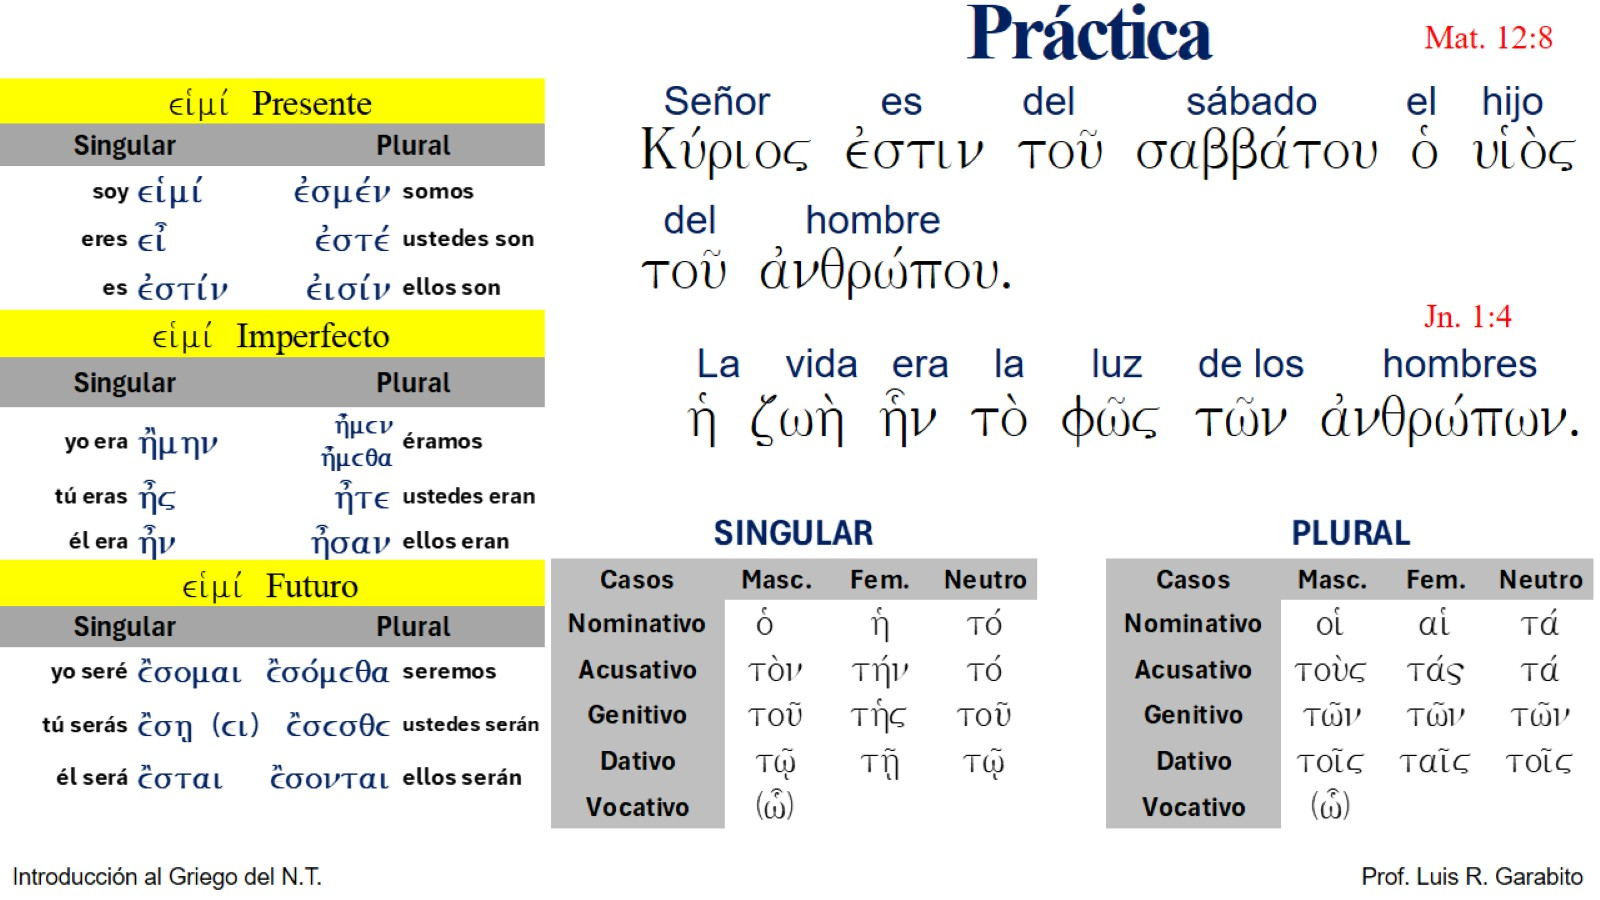 Práctica
Mat. 12:8
Señor es del sábado el hijo
Κύριος ἐστιν τοῦ σαββάτου ὁ υἱὸς
del hombre
τοῦ ἀνθρώπου.
Jn. 1:4
La vida era la luz de los hombres
ἡ ζωὴ ἦν τὸ φῶς τῶν ἀνθρώπων.
εἰμί Presente
Singular Plural
soy εἰμί ἐσμέν somos
eres εἶ ἐστέ ustedes son
es ἐστίν ἐισίν ellos son
εἰμί Imperfecto
Singular Plural
yo era ἤμην ἦμεν ἤμεθα éramos
tú eras ἦς ἦτε ustedes eran
él era ἦν ἦσαν ellos eran
εἰμί Futuro
Singular Plural
yo seré ἔσομαι ἔσόμεθα seremos
tú serás ἔσῃ (ει) ἔσεσθε ustedes serán
él será ἔσται ἔσονται ellos serán
SINGULAR
Casos Masc. Fem. Neutro
Nominativo ὁ ἡ τό
Acusativo τὸν τήν τό
Genitivo τοῦ τἡς τοῦ
Dativo τῷ τῇ τῷ
Vocativo (ὦ)
PLURAL
Casos Masc. Fem. Neutro
Nominativo οἱ αἱ τά
Acusativo τοὺς τάς τά
Genitivo τῶν τῶν τῶν
Dativo τοῖς ταῖς τοῖς
Vocativo (ὦ)
Introducción al Griego del N.T.
Prof. Luis R. Garabito